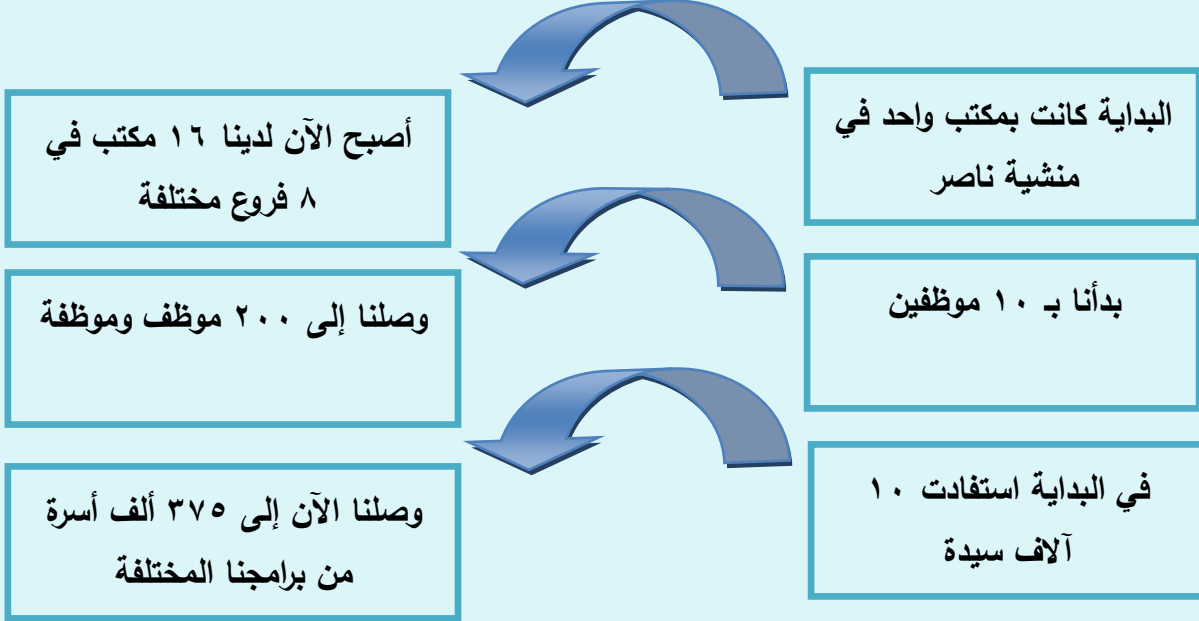 البداية كانت بمكتب واحد في
منشية ناصر
أصبح الآن لدينا ١٦ مكتب في
٨ فروع مختلفة
بدأنا بـ ١٠ موظفين
وصلنا إلى ٢٠٠ موظف وموظفة
في البداية استفادت ١٠
آلاف سيدة
وصلنا الآن إلى ٣٧٥ ألف أسرة
من برامجنا المختلفة